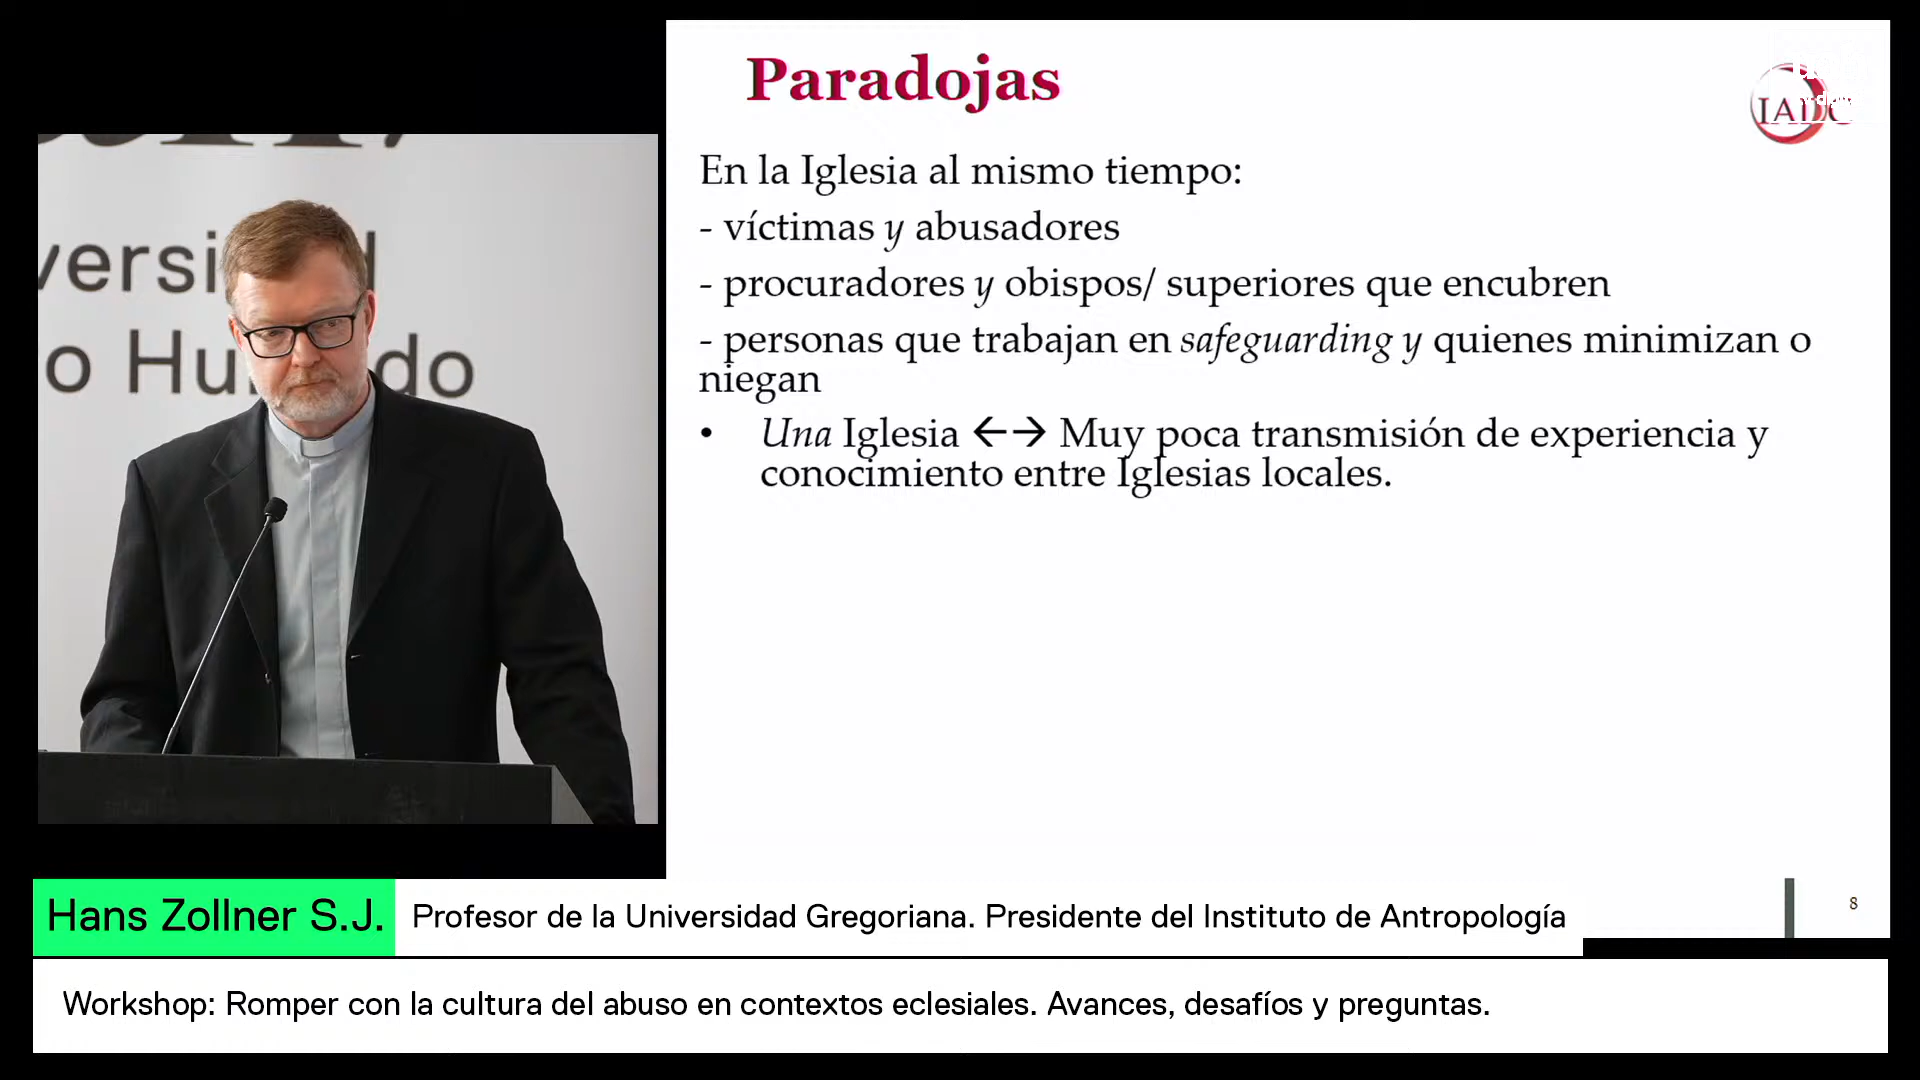 Paradojas
En la Iglesia al mismo tiempo:
- víctimas y abusadores
- procuradores y obispos/ superiores que encubren
- personas que trabajan en safeguarding y quienes minimizan o
niegan
• Una Iglesia ←→ Muy poca transmisión de experiencia y
conocimiento entre Iglesias locales.
Hans Zollner S.J.
Profesor de la Universidad Gregoriana. Presidente del Instituto de Antropología
8
Workshop: Romper con la cultura del abuso en contextos eclesiales. Avances, desafíos y preguntas.